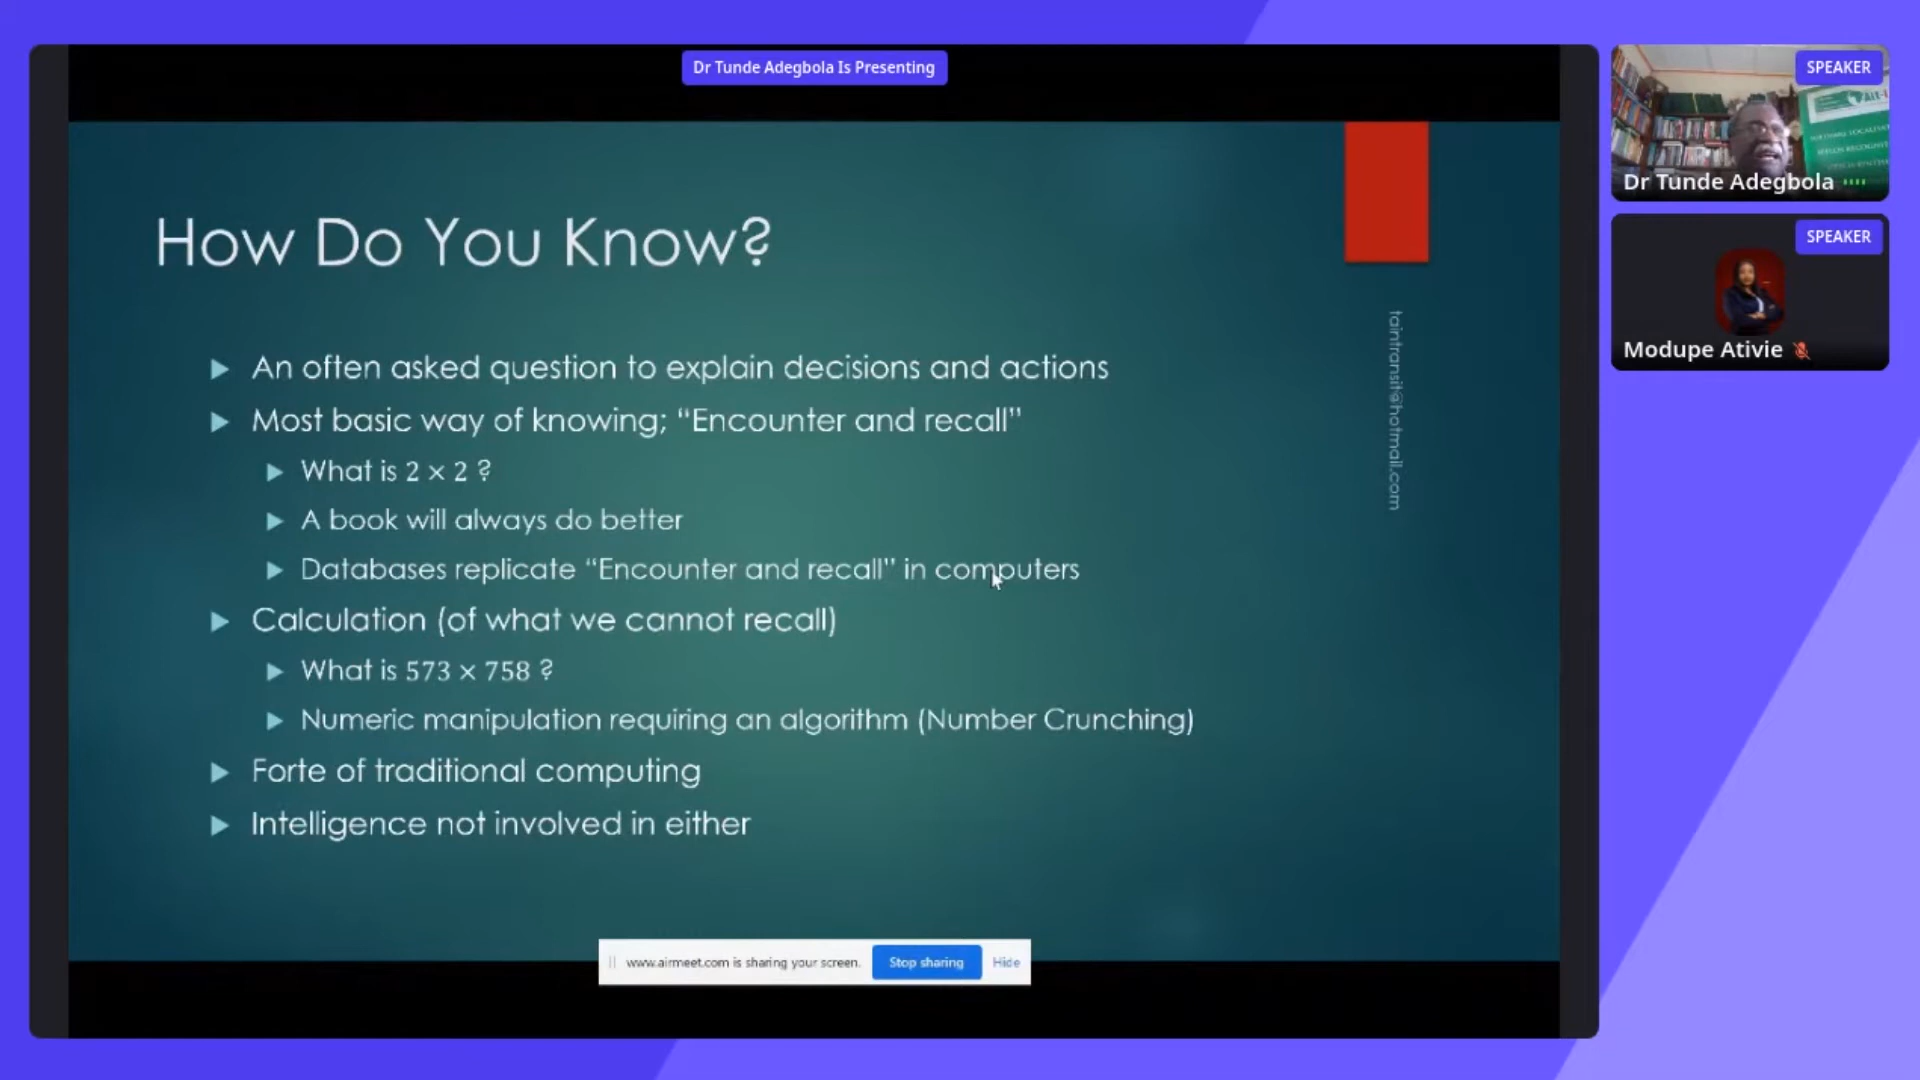 Dr Tunde Adegbola Is Presenting
How Do You Know?
An often asked question to explain decisions and actions
Most basic way of knowing; “Encounter and recall”
What is 2 × 2 ?
A book will always do better
Databases replicate “Encounter and recall” in computers
Calculation (of what we cannot recall)
What is 573 × 758 ?
Numeric manipulation requiring an algorithm (Number Crunching)
Forte of traditional computing
Intelligence not involved in either
taintransit@hotmail.com
www.airmeet.com is sharing your screen.
Stop sharing
Hide
SPEAKER
Dr Tunde Adegbola
SPEAKER
Modupe Ativie